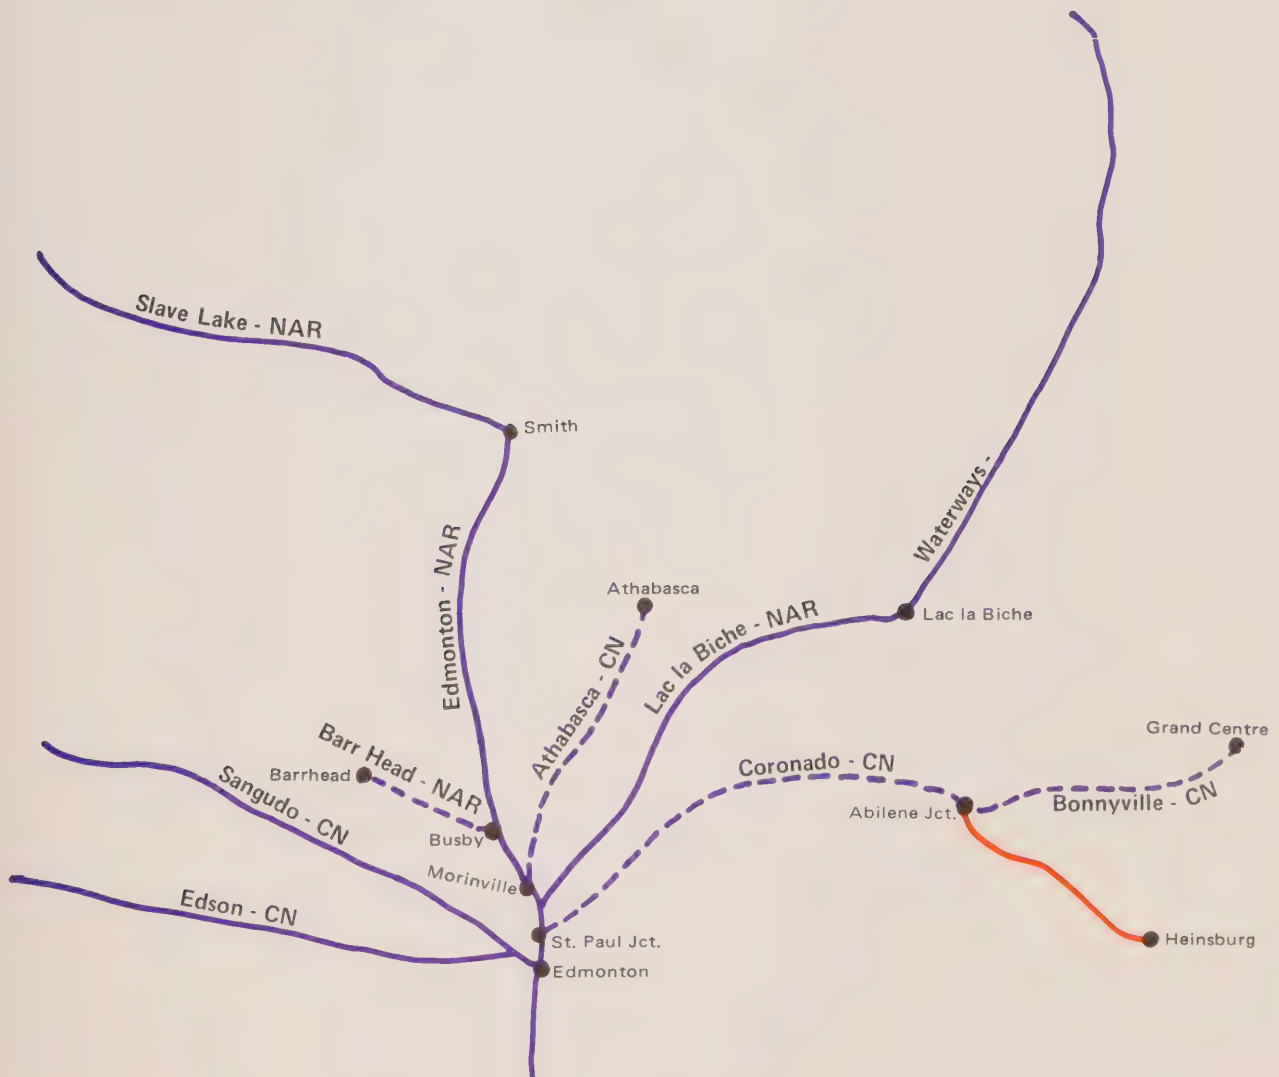 Slave Lake - NAR
Smith
Edmonton - NAR
Waterways -
Athabasca
Lac la Biche - NAR
Lac la Biche
Athabasca - CN
Grand Centre
Barr Head - NAR
Barrhead
Coronado - CN
Sangudo - CN
Bonnyville - CN
Abilene Jct.
Busby
Morinville
Edson - CN
St. Paul Jct.
Heinsburg
Edmonton